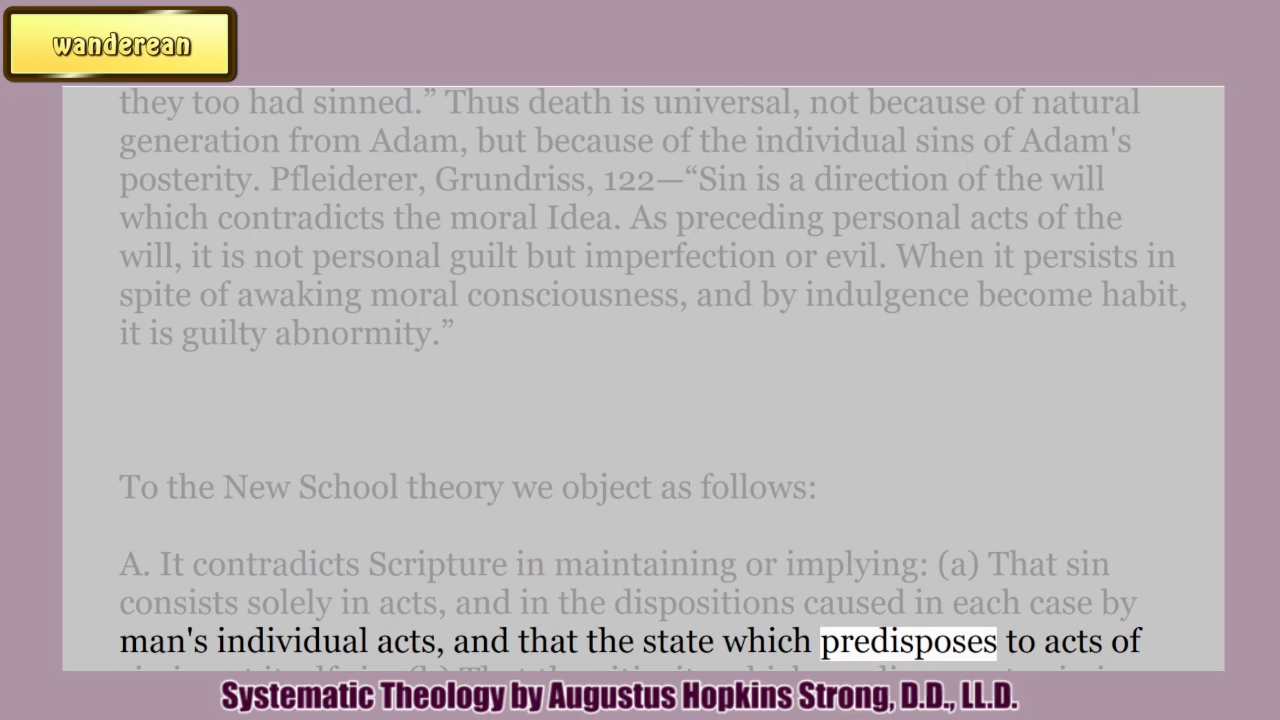 wanderean
they too had sinned.” Thus death is universal, not because of natural
generation from Adam, but because of the individual sins of Adam's
posterity. Pfleiderer, Grundriss, 122—“Sin is a direction of the will
which contradicts the moral Idea. As preceding personal acts of the
will, it is not personal guilt but imperfection or evil. When it persists in
spite of awaking moral consciousness, and by indulgence become habit,
it is guilty abnormity.”
To the New School theory we object as follows:
A. It contradicts Scripture in maintaining or implying: (a) That sin
consists solely in acts, and in the dispositions caused in each case by
man's individual acts, and that the state which predisposes to acts of
Systematic Theology by Augustus Hopkins Strong, D.D., LL.D.